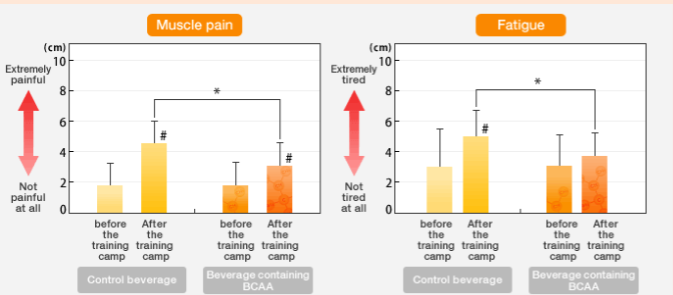 Muscle pain
(cm)
10
Extremely
painful
8
*
6
#
4
#
2
Not
painful
at all
0
before
the
training
camp
After
the
training
camp
before
the
training
camp
After
the
training
camp
Control beverage
Beverage containing
BCAA
Fatigue
(cm)
10
Extremely
tired
8
*
6
#
4
2
Not
tired
at all
0
before
the
training
camp
After
the
training
camp
before
the
training
camp
After
the
training
camp
Control beverage
Beverage containing
BCAA